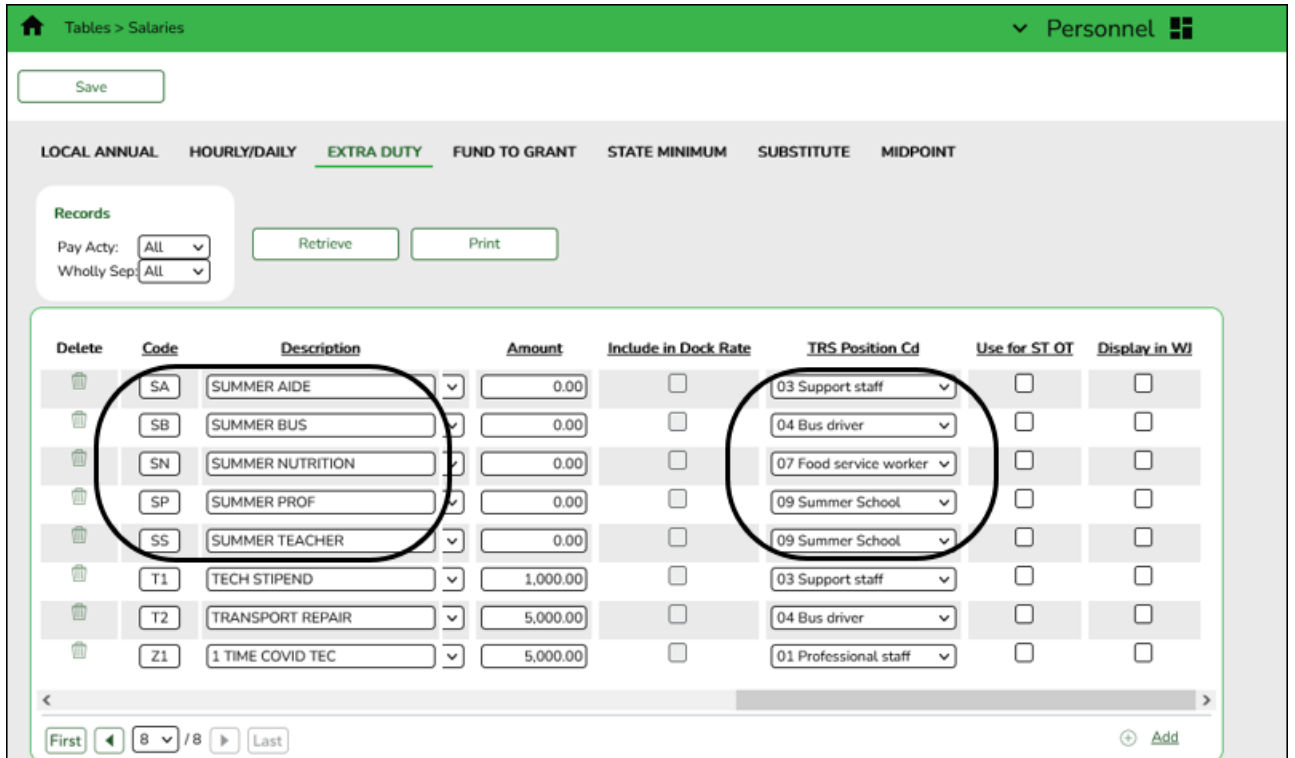 Tables > Salaries Personnel
Save
LOCAL ANNUAL HOURLY/DAILY EXTRA DUTY FUND TO GRANT STATE MINIMUM SUBSTITUTE MIDPOINT
Records
Pay Acty: All Retrieve Print
Wholly Sep: All
Delete Code Description Amount Include in Dock Rate TRS Position Cd Use for ST OT Display in WJ
SA SUMMER AIDE 0.00 03 Support staff
SB SUMMER BUS 0.00 04 Bus driver
SN SUMMER NUTRITION 0.00 07 Food service worker
SP SUMMER PROF 0.00 09 Summer School
SS SUMMER TEACHER 0.00 09 Summer School
T1 TECH STIPEND 1,000.00 03 Support staff
T2 TRANSPORT REPAIR 5,000.00 04 Bus driver
Z1 1 TIME COVID TEC 5,000.00 01 Professional staff
First 8 / 8 Last Add